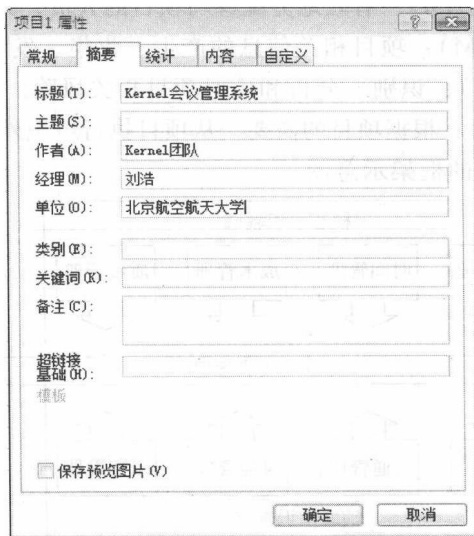 项目1 属性
常规 摘要 统计 内容 自定义
标题(T): Kernel会议管理系统
主题(S):
作者(A): Kernel团队
经理(M): 刘浩
单位(O): 北京航空航天大学
类别(E):
关键词(K):
备注(C):
超链接
基础(H):
模板
保存预览图片(V)
确定 取消